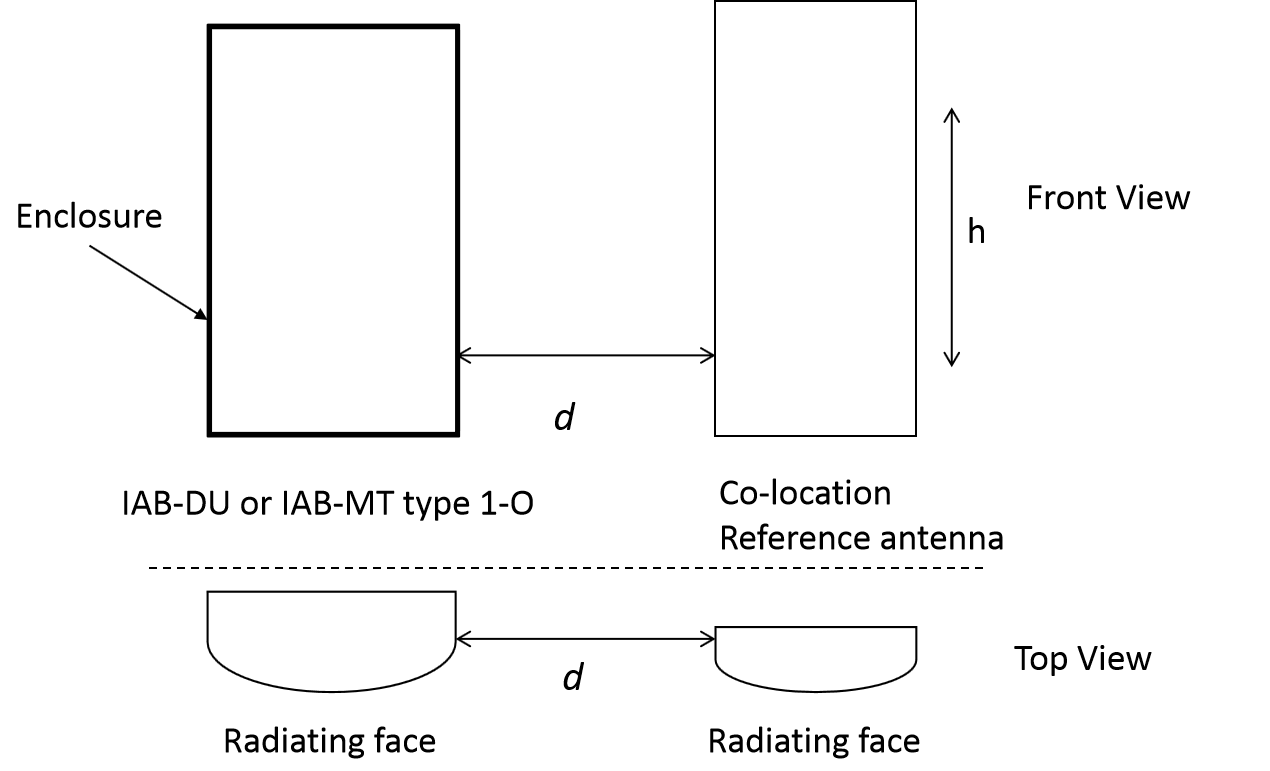 Enclosure
Front View
h
d
IAB-DU or IAB-MT type 1-O
Co-location
Reference antenna
d
Top View
Radiating face
Radiating face